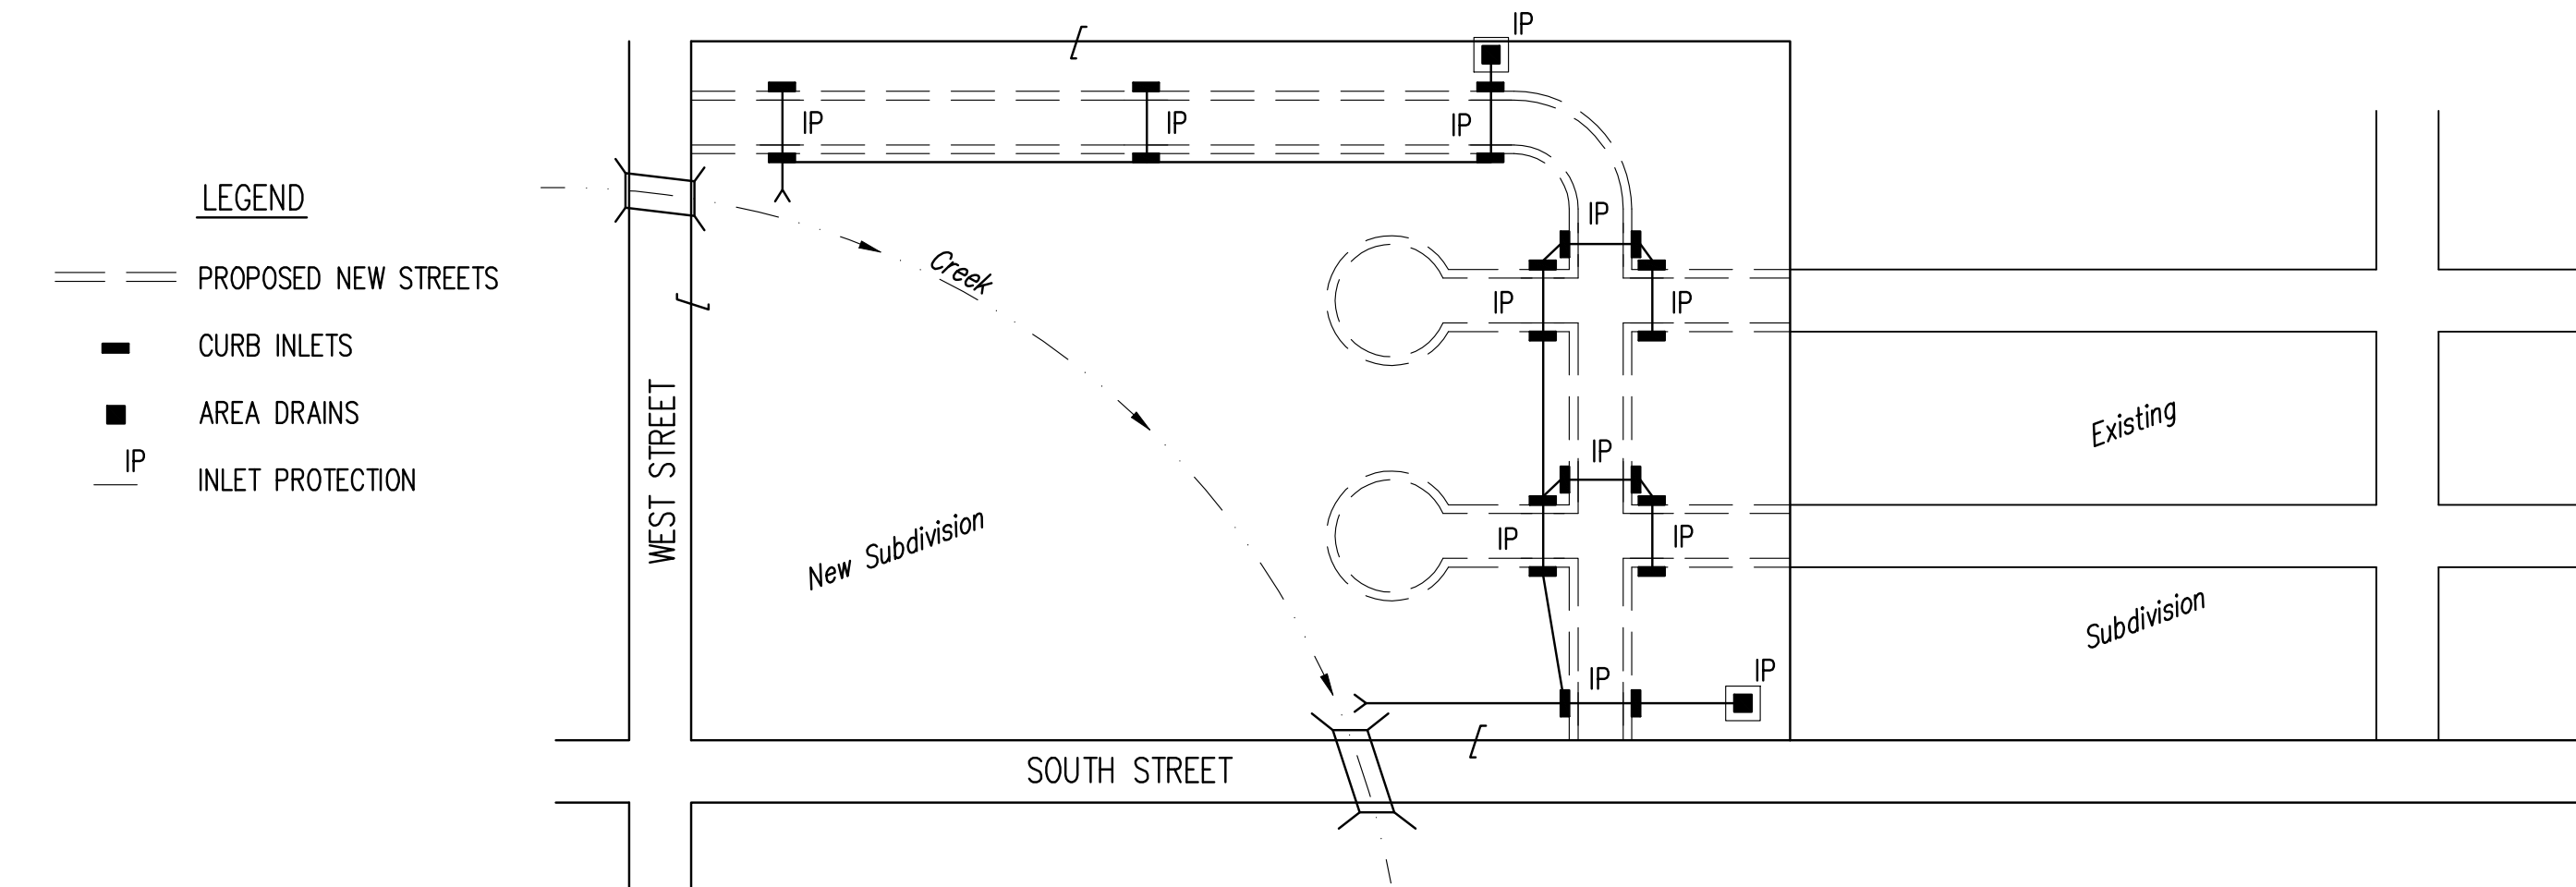 IP
IP
IP
IP
LEGEND
IP
Creek
PROPOSED NEW STREETS
IP
IP
CURB INLETS
AREA DRAINS
Existing
IP
IP
INLET PROTECTION
WEST STREET
New Subdivision
IP
IP
Subdivision
IP
IP
SOUTH STREET